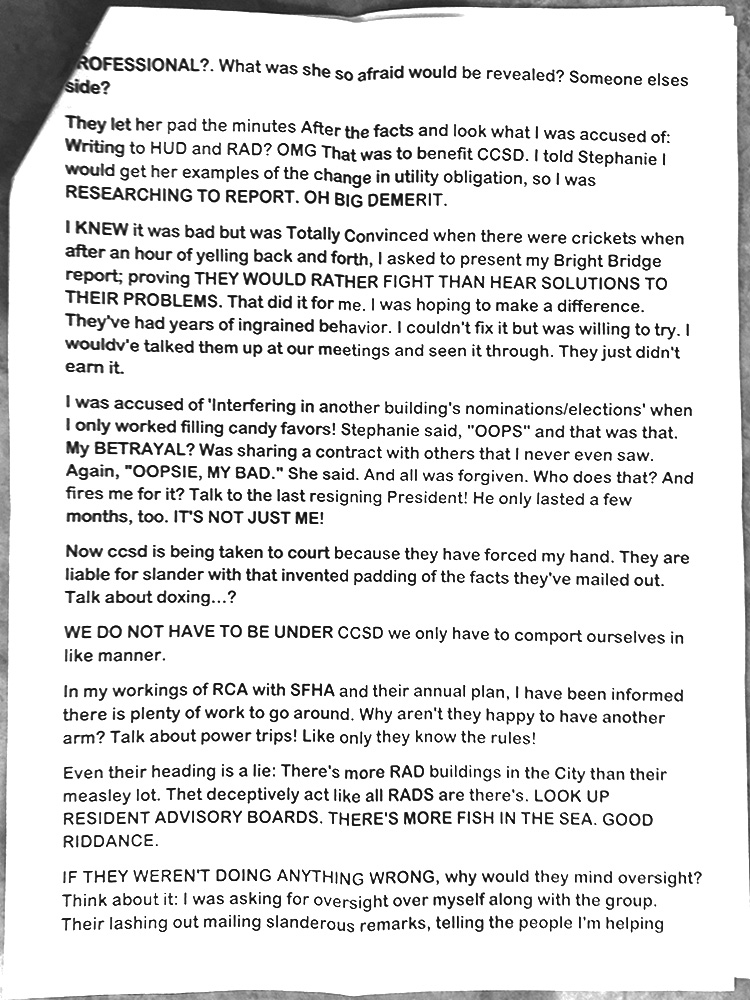 ROFESSIONAL?. What was she so afraid would be revealed? Someone elses
side?
They let her pad the minutes After the facts and look what I was accused of:
Writing to HUD and RAD? OMG That was to benefit CCSD. I told Stephanie I
would get her examples of the change in utility obligation, so I was
RESEARCHING TO REPORT. OH BIG DEMERIT.
I KNEW it was bad but was Totally Convinced when there were crickets when
after an hour of yelling back and forth, I asked to present my Bright Bridge
report; proving THEY WOULD RATHER FIGHT THAN HEAR SOLUTIONS TO
THEIR PROBLEMS. That did it for me. I was hoping to make a difference.
They've had years of ingrained behavior. I couldn't fix it but was willing to try. I
wouldv'e talked them up at our meetings and seen it through. They just didn't
earn it.
I was accused of 'Interfering in another building's nominations/elections' when
I only worked filling candy favors! Stephanie said, "OOPS" and that was that.
My BETRAYAL? Was sharing a contract with others that I never even saw.
Again, "OOPSIE, MY BAD." She said. And all was forgiven. Who does that? And
fires me for it? Talk to the last resigning President! He only lasted a few
months, too. IT'S NOT JUST ME!
Now ccsd is being taken to court because they have forced my hand. They are
liable for slander with that invented padding of the facts they've mailed out.
Talk about doxing...?
WE DO NOT HAVE TO BE UNDER CCSD we only have to comport ourselves in
like manner.
In my workings of RCA with SFHA and their annual plan, I have been informed
there is plenty of work to go around. Why aren't they happy to have another
arm? Talk about power trips! Like only they know the rules!
Even their heading is a lie: There's more RAD buildings in the City than their
measley lot. Thet deceptively act like all RADS are there's. LOOK UP
RESIDENT ADVISORY BOARDS. THERE'S MORE FISH IN THE SEA. GOOD
RIDDANCE.
IF THEY WEREN'T DOING ANYTHING WRONG, why would they mind oversight?
Think about it: I was asking for oversight over myself along with the group.
Their lashing out mailing slanderous remarks, telling the people I'm helping